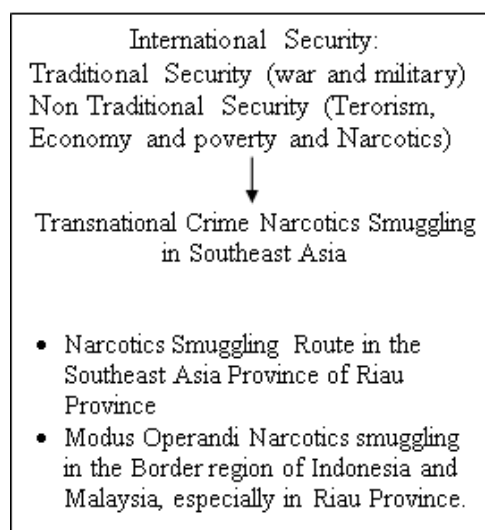 International Security:
Traditional Security (war and military)
Non Traditional Security (Terorism,
Economy and poverty and Narcotics)
Transnational Crime Narcotics Smuggling
in Southeast Asia
• Narcotics Smuggling Route in the
Southeast Asia Province of Riau
Province
• Modus Operandi Narcotics smuggling
in the Border region of Indonesia and
Malaysia, especially in Riau Province.